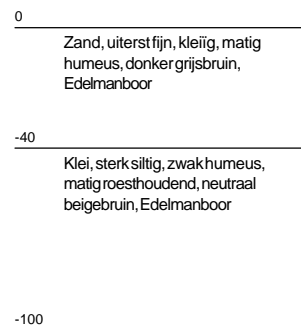 0
Zand, uiterst fijn, kleiïg, matig
humeus, donker grijsbruin,
Edelmanboor
-40
Klei, sterk siltig, zwak humeus,
matig roesthoudend, neutraal
beigebruin, Edelmanboor
-100